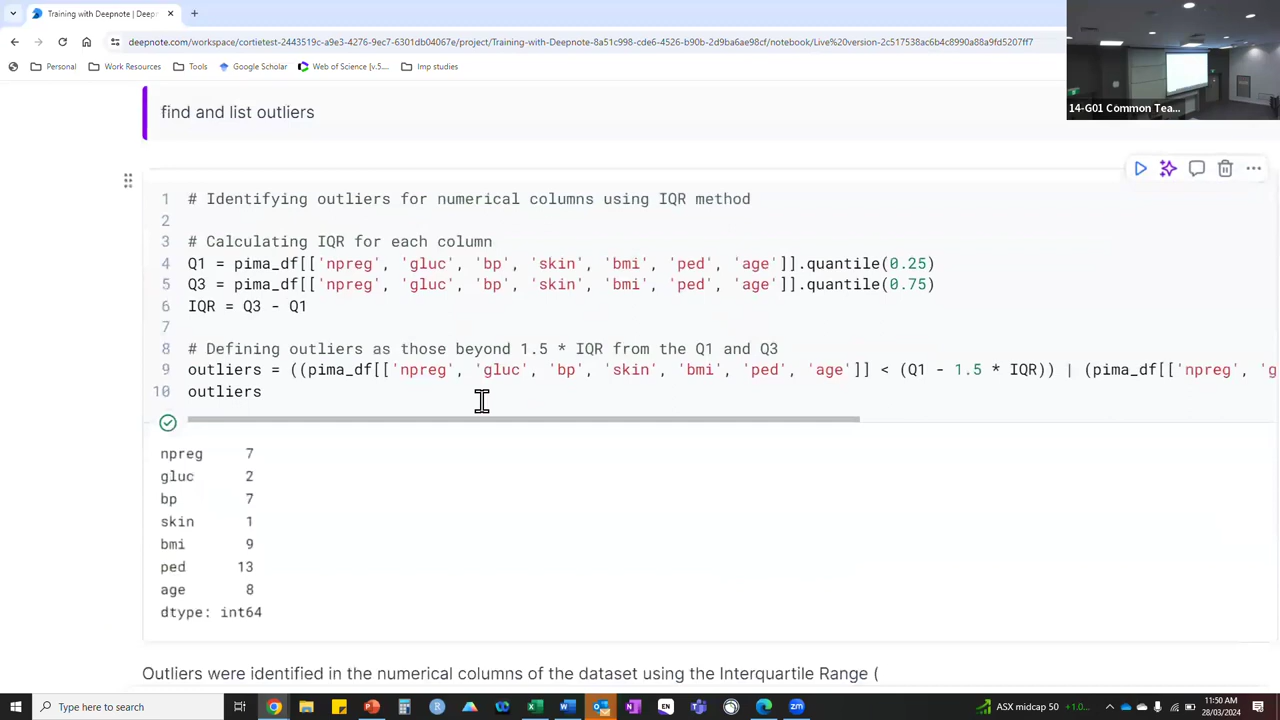 Training with Deepnote | Deep
deepnote.com/workspace/cortietest-2443519c-a9e3-4276-8ec7-4201db04067e/project/Training-with-Deepnote-8a51c998-cde6-4526-b90b-2d9ba6ae98cf/notebook/Live%20version-2c517538ac6b4c8990a88a9fd5207ff7
Personal Work Resources Tools Google Scholar Web of Science [v.5.... Imp studies
14-G01 Common Tea...
find and list outliers
1 # Identifying outliers for numerical columns using IQR method
2
3 # Calculating IQR for each column
4 Q1 = pima_df[['npreg', 'gluc', 'bp', 'skin', 'bmi', 'ped', 'age']].quantile(0.25)
5 Q3 = pima_df[['npreg', 'gluc', 'bp', 'skin', 'bmi', 'ped', 'age']].quantile(0.75)
6 IQR = Q3 - Q1
7
8 # Defining outliers as those beyond 1.5 * IQR from the Q1 and Q3
9 outliers = ((pima_df[['npreg', 'gluc', 'bp', 'skin', 'bmi', 'ped', 'age']] < (Q1 - 1.5 * IQR)) | (pima_df[['npreg', 'g
10 outliers
npreg 7
gluc 2
bp 7
skin 1
bmi 9
ped 13
age 8
dtype: int64
Outliers were identified in the numerical columns of the dataset using the Interquartile Range (
Type here to search
ASX midcap 50 +1.0...
11:50 AM
28/03/2024